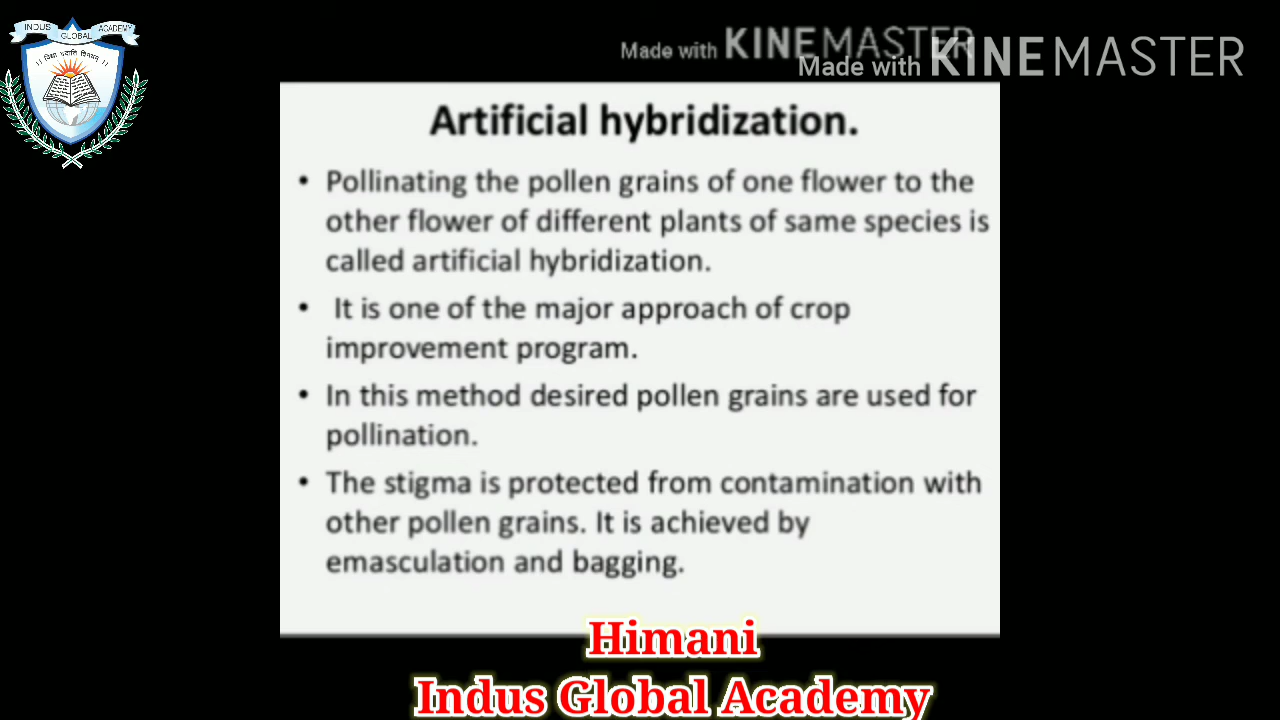 INDUS GLOBAL ACADEMY
Made with KINEMASTER
Made with KINEMASTER
Artificial hybridization.
• Pollinating the pollen grains of one flower to the
other flower of different plants of same species is
called artificial hybridization.
• It is one of the major approach of crop
improvement program.
• In this method desired pollen grains are used for
pollination.
• The stigma is protected from contamination with
other pollen grains. It is achieved by
emasculation and bagging.
Himani
Indus Global Academy